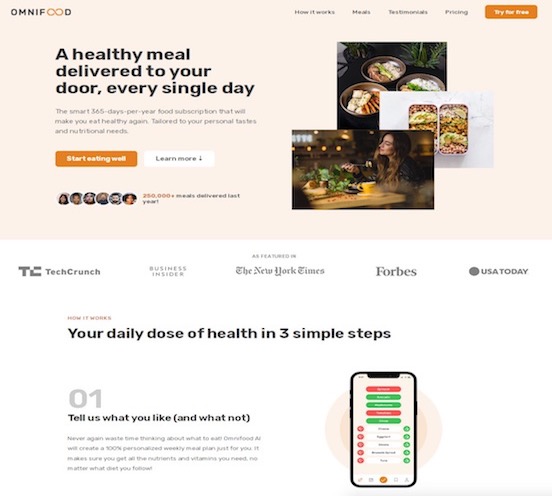 OMNIFOOD
How it works
Meals
Testimonials
Pricing
Try for free
A healthy meal
delivered to your
door, every single day
The smart 365-days-per-year food subscription that will
make you eat healthy again. Tailored to your personal tastes
and nutritional needs.
Start eating well
Learn more ↓
250,000+ meals delivered last
year!
AS FEATURED IN
TechCrunch
BUSINESS
INSIDER
The New York Times
Forbes
USA TODAY
HOW IT WORKS
Your daily dose of health in 3 simple steps
01
Tell us what you like (and what not)
Never again waste time thinking about what to eat! Omnifood AI
will create a 100% personalized weekly meal plan just for you. It
makes sure you get all the nutrients and vitamins you need, no
matter what diet you follow!